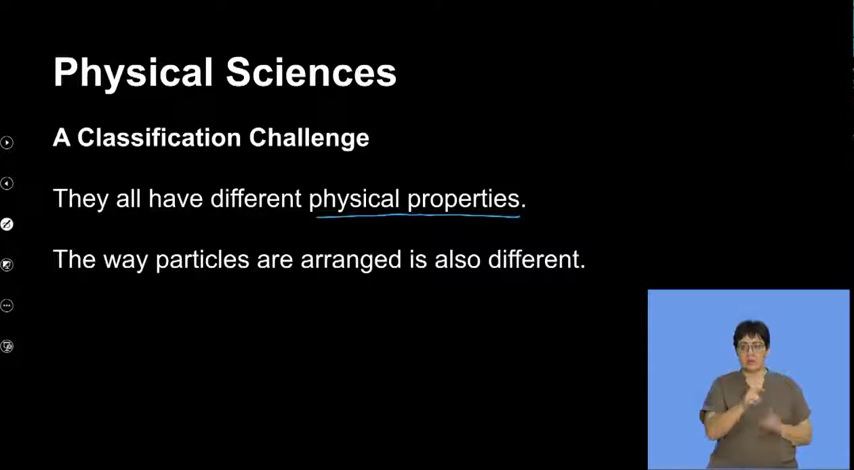 Physical Sciences
A Classification Challenge
They all have different physical properties.
The way particles are arranged is also different.